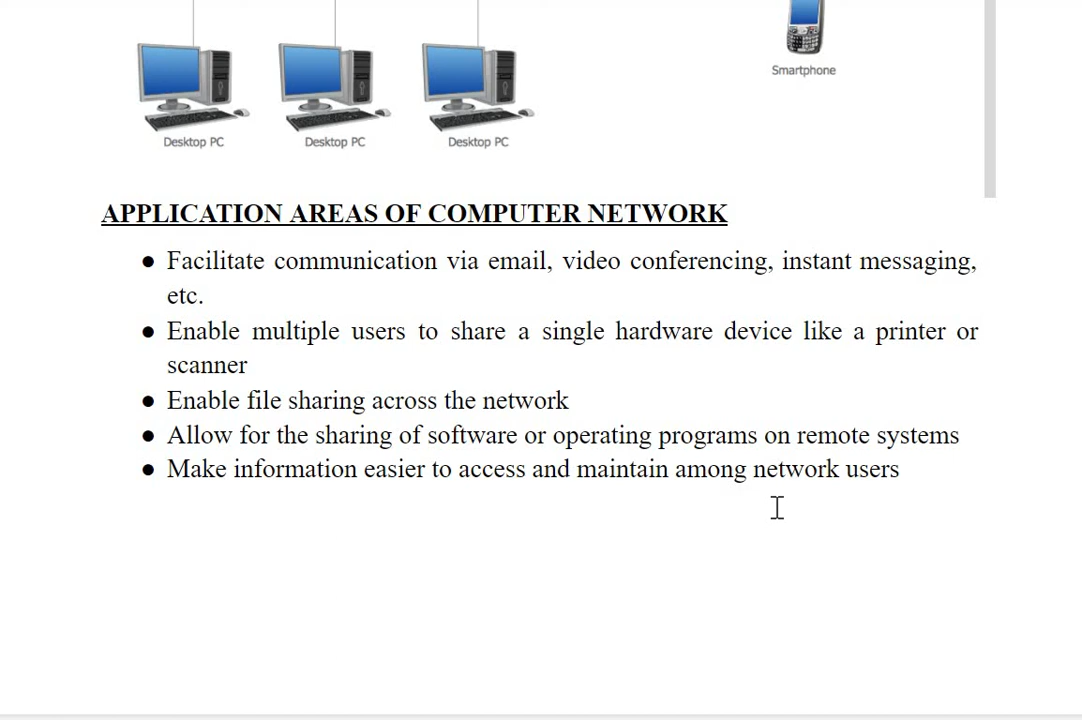 Smartphone
Desktop PC Desktop PC Desktop PC
APPLICATION AREAS OF COMPUTER NETWORK
● Facilitate communication via email, video conferencing, instant messaging,
etc.
● Enable multiple users to share a single hardware device like a printer or
scanner
● Enable file sharing across the network
● Allow for the sharing of software or operating programs on remote systems
● Make information easier to access and maintain among network users